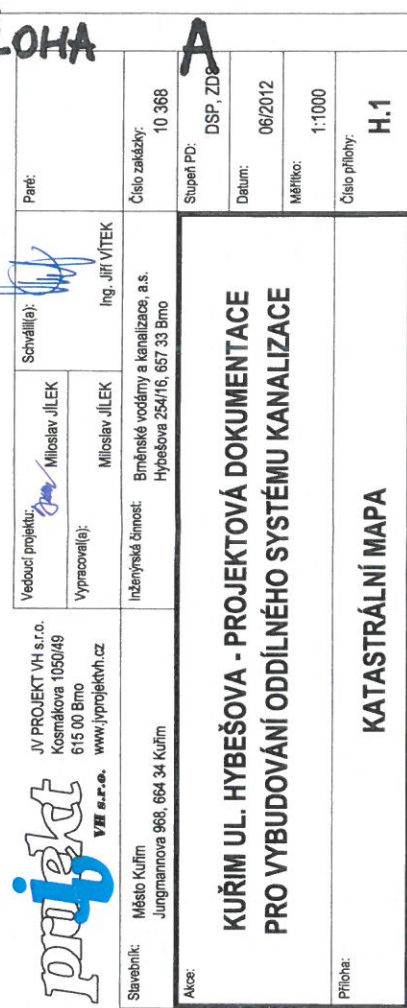 LOHA A
projekt
jv
VH s.r.o.
JV PROJEKT VH s.r.o.
Kosmákova 1050/49
615 00 Brno
www.jvprojektvh.cz
Vedoucí projektu:
Miloslav JÍLEK
Vypracoval(a):
Miloslav JÍLEK
Schválil(a):
Ing. Jiří VÍTEK
Paré:
Stavebník:
Město Kuřim
Jungmannova 968, 664 34 Kuřim
Inženýrská činnost:
Brněnské vodárny a kanalizace, a.s.
Hybešova 254/16, 657 33 Brno
Číslo zakázky:
10 368
Akce:
KUŘIM UL. HYBEŠOVA - PROJEKTOVÁ DOKUMENTACE
PRO VYBUDOVÁNÍ ODDÍLNÉHO SYSTÉMU KANALIZACE
Stupeň PD:
DSP, ZDS
Datum:
06/2012
Měřítko:
1:1000
Příloha:
KATASTRÁLNÍ MAPA
Číslo přílohy:
H.1